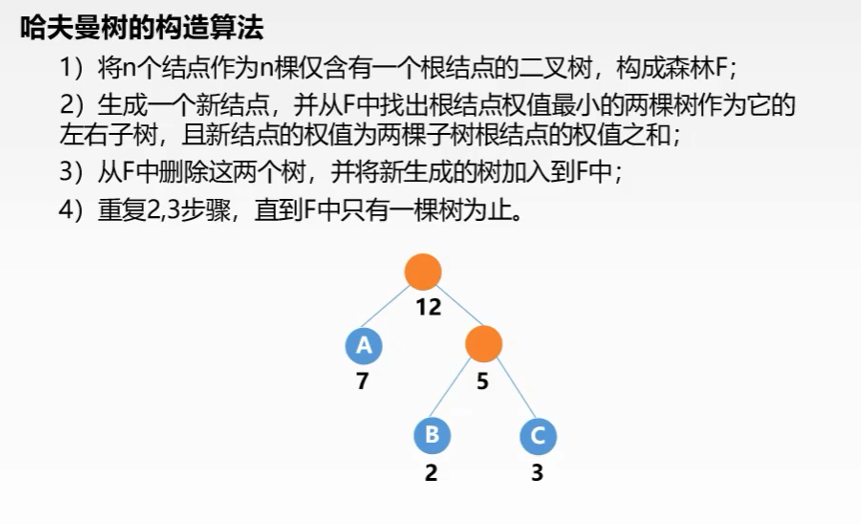 哈夫曼树的构造算法
1）将n个结点作为n棵仅含有一个根结点的二叉树，构成森林F；
2）生成一个新结点，并从F中找出根结点权值最小的两棵树作为它的
左右子树，且新结点的权值为两棵子树根结点的权值之和；
3）从F中删除这两个树，并将新生成的树加入到F中；
4）重复2,3步骤，直到F中只有一棵树为止。
12
A
7
5
B
C
2
3